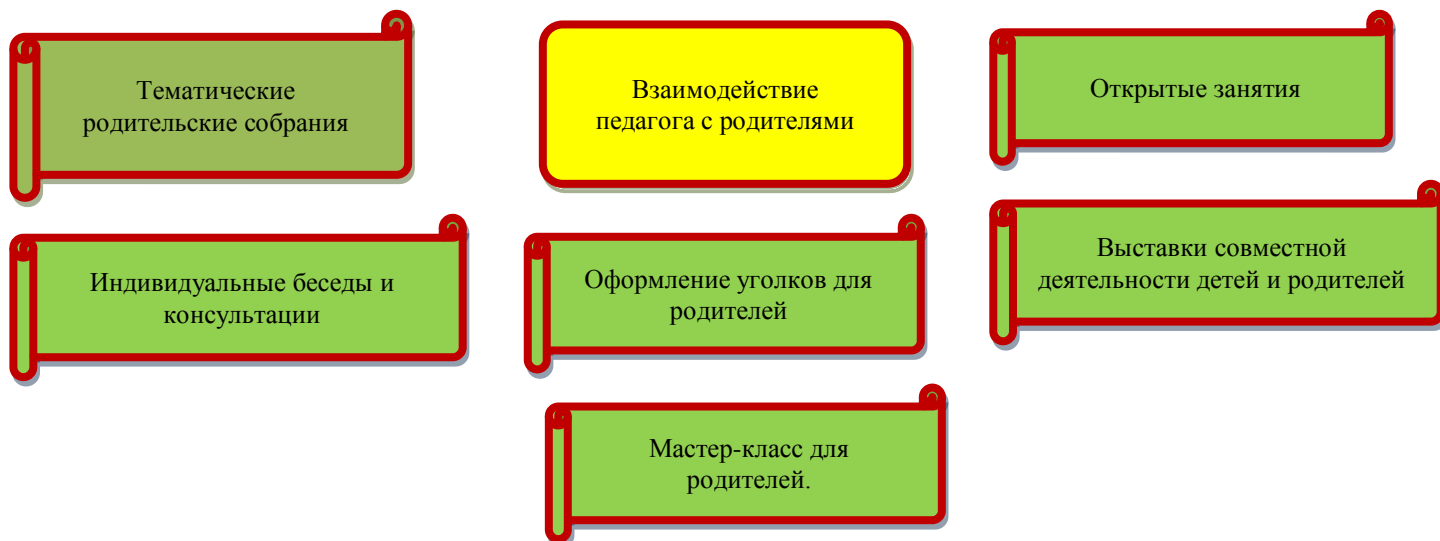 Тематические
родительские собрания
Взаимодействие
педагога с родителями
Открытые занятия
Индивидуальные беседы и
консультации
Оформление уголков для
родителей
Выставки совместной
деятельности детей и родителей
Мастер-класс для
родителей.